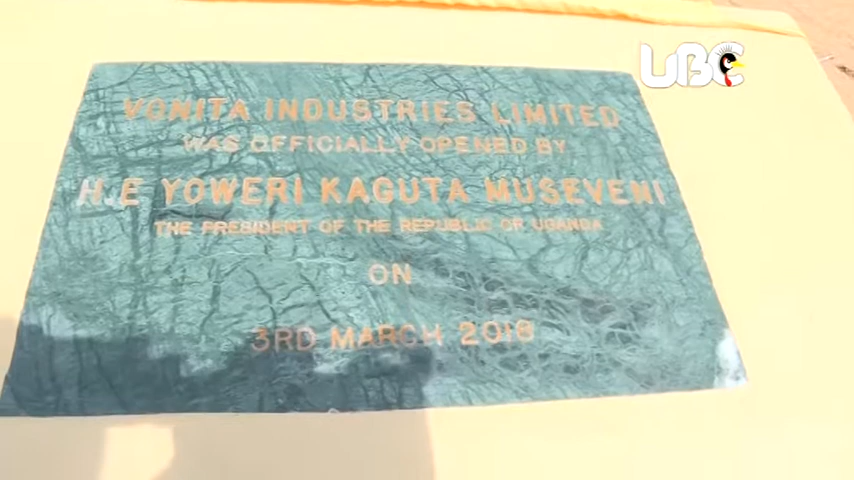 UBC
VONITA INDUSTRIES LIMITED
WAS OFFICIALLY OPENED BY
H.E YOWERI KAGUTA MUSEVENI
THE PRESIDENT OF THE REPUBLIC OF UGANDA
ON
3RD MARCH 2018